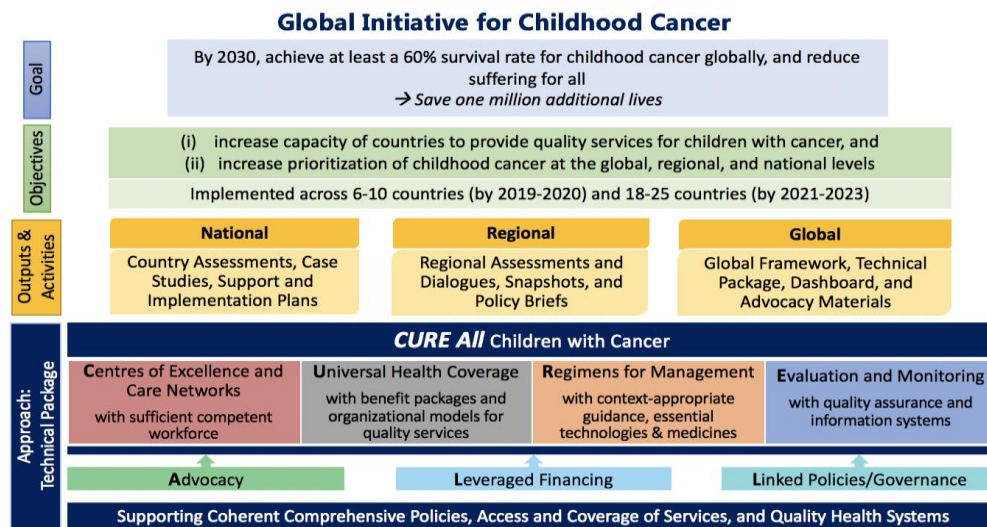 Global Initiative for Childhood Cancer
Goal
By 2030, achieve at least a 60% survival rate for childhood cancer globally, and reduce
suffering for all
→ Save one million additional lives
Objectives
(i) increase capacity of countries to provide quality services for children with cancer, and
(ii) increase prioritization of childhood cancer at the global, regional, and national levels
Implemented across 6-10 countries (by 2019-2020) and 18-25 countries (by 2021-2023)
Outputs &
Activities
National
Country Assessments, Case
Studies, Support and
Implementation Plans
Regional
Regional Assessments and
Dialogues, Snapshots, and
Policy Briefs
Global
Global Framework, Technical
Package, Dashboard, and
Advocacy Materials
Approach:
Technical Package
CURE All Children with Cancer
Centres of Excellence and
Care Networks
with sufficient competent
workforce
Universal Health Coverage
with benefit packages and
organizational models for
quality services
Regimens for Management
with context-appropriate
guidance, essential
technologies & medicines
Evaluation and Monitoring
with quality assurance and
information systems
Advocacy
Leveraged Financing
Linked Policies/Governance
Supporting Coherent Comprehensive Policies, Access and Coverage of Services, and Quality Health Systems